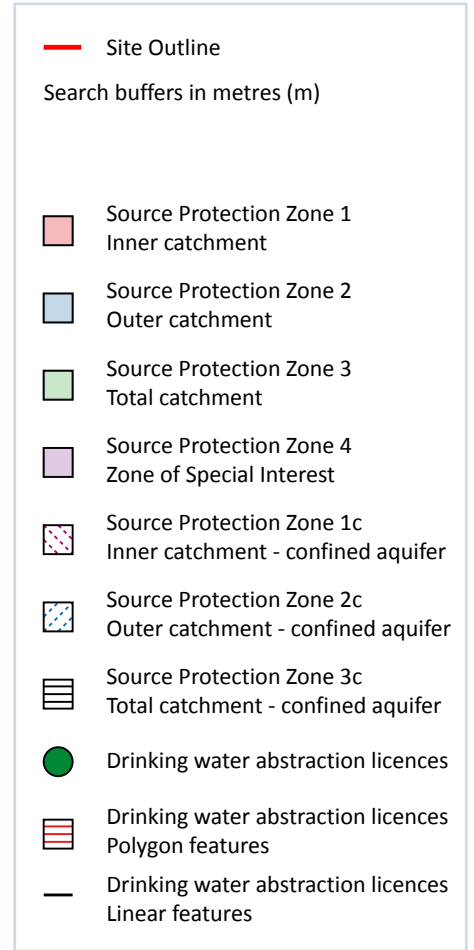 Site Outline
Search buffers in metres (m)
Source Protection Zone 1
Inner catchment
Source Protection Zone 2
Outer catchment
Source Protection Zone 3
Total catchment
Source Protection Zone 4
Zone of Special Interest
Source Protection Zone 1c
Inner catchment - confined aquifer
Source Protection Zone 2c
Outer catchment - confined aquifer
Source Protection Zone 3c
Total catchment - confined aquifer
Drinking water abstraction licences
Drinking water abstraction licences
Polygon features
Drinking water abstraction licences
Linear features